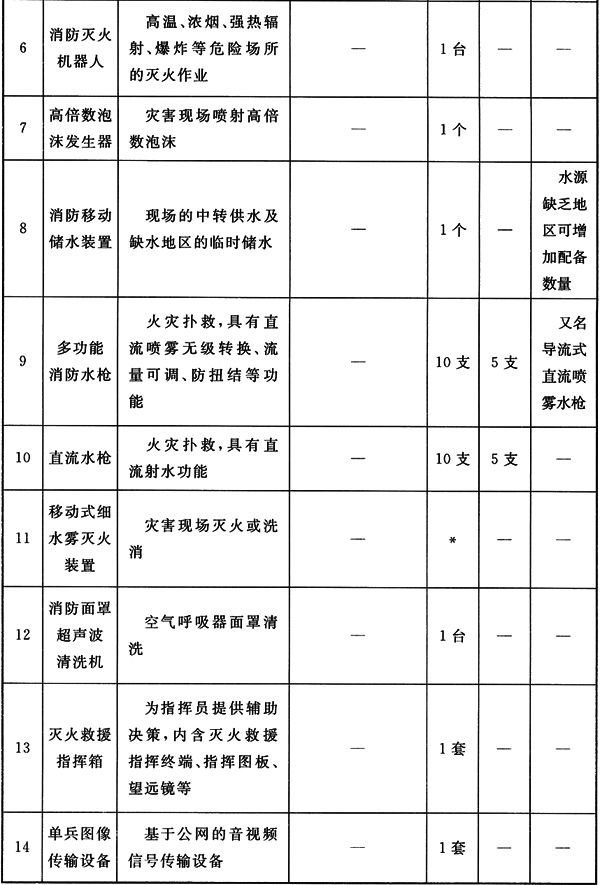 6
消防灭火
机器人
高温、浓烟、强热辐
射、爆炸等危险场所
的灭火作业
—
1台
—
—
7
高倍数泡
沫发生器
灾害现场喷射高倍
数泡沫
—
1个
—
—
8
消防移动
储水装置
现场的中转供水及
缺水地区的临时储水
—
1个
—
水源
缺乏地
区可增
加配备
数量
9
多功能
消防水枪
火灾扑救,具有直
流喷雾无级转换、流
量可调、防扭结等功
能
—
10支
5支
又名
导流式
直流喷
雾水枪
10
直流水枪
火灾扑救,具有直
流射水功能
—
10支
5支
—
11
移动式细
水雾灭火
装置
灾害现场灭火或洗
消
—
*
—
—
12
消防面罩
超声波
清洗机
空气呼吸器面罩清
洗
—
1台
—
—
13
灭火救援
指挥箱
为指挥员提供辅助
决策,内含灭火救援
指挥终端、指挥图板、
望远镜等
—
1套
—
—
14
单兵图像
传输设备
基于公网的音视频
信号传输设备
—
1套
—
—